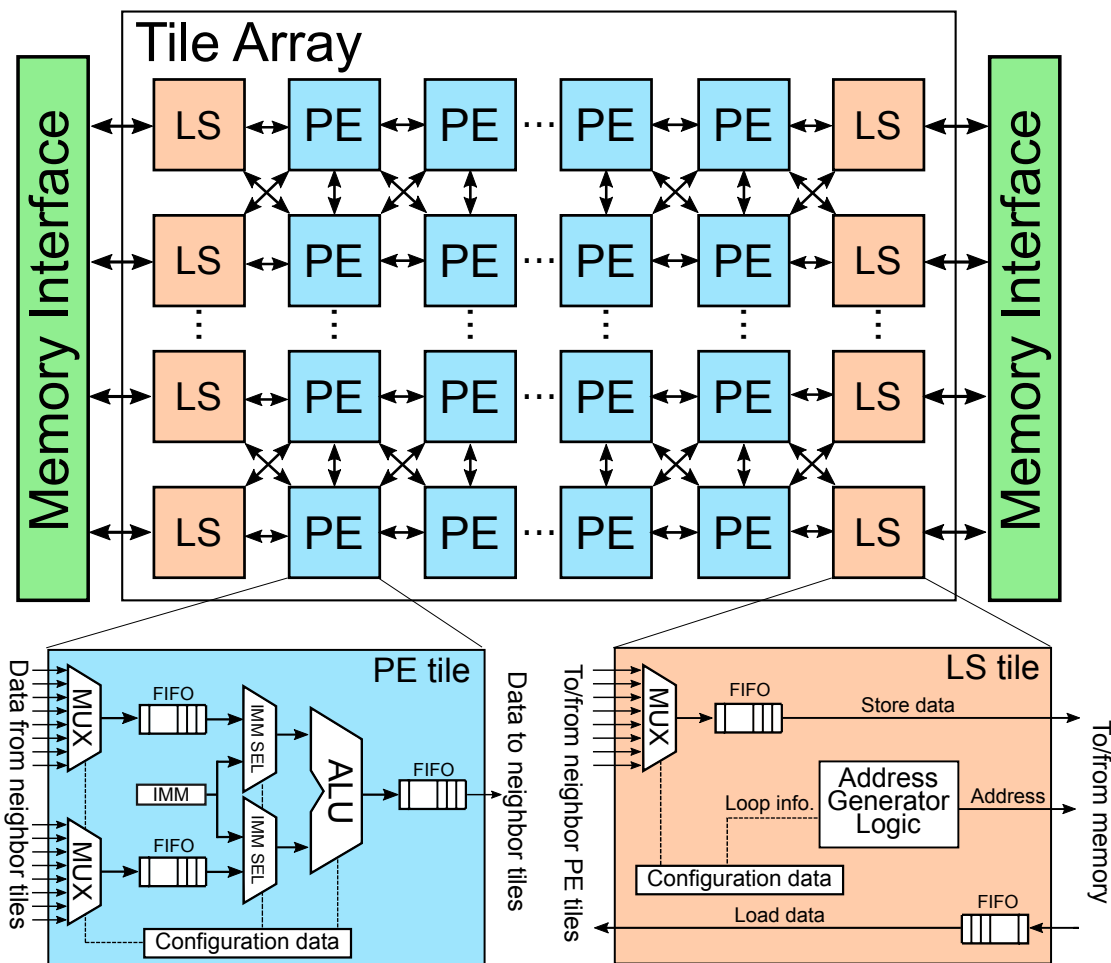 Tile Array
Memory Interface
Memory Interface
LS PE PE ... PE PE LS
LS PE PE ... PE PE LS
... ... ... ... ... ...
LS PE PE ... PE PE LS
LS PE PE ... PE PE LS
PE tile
Data from neighbor tiles
MUX
FIFO
IMM SEL
IMM
ALU
FIFO
MUX
FIFO
IMM SEL
Configuration data
Data to neighbor tiles
LS tile
To/from neighbor PE tiles
MUX
FIFO
Store data
Address
Generator
Logic
Loop info.
Address
Configuration data
Load data
FIFO
To/from memory